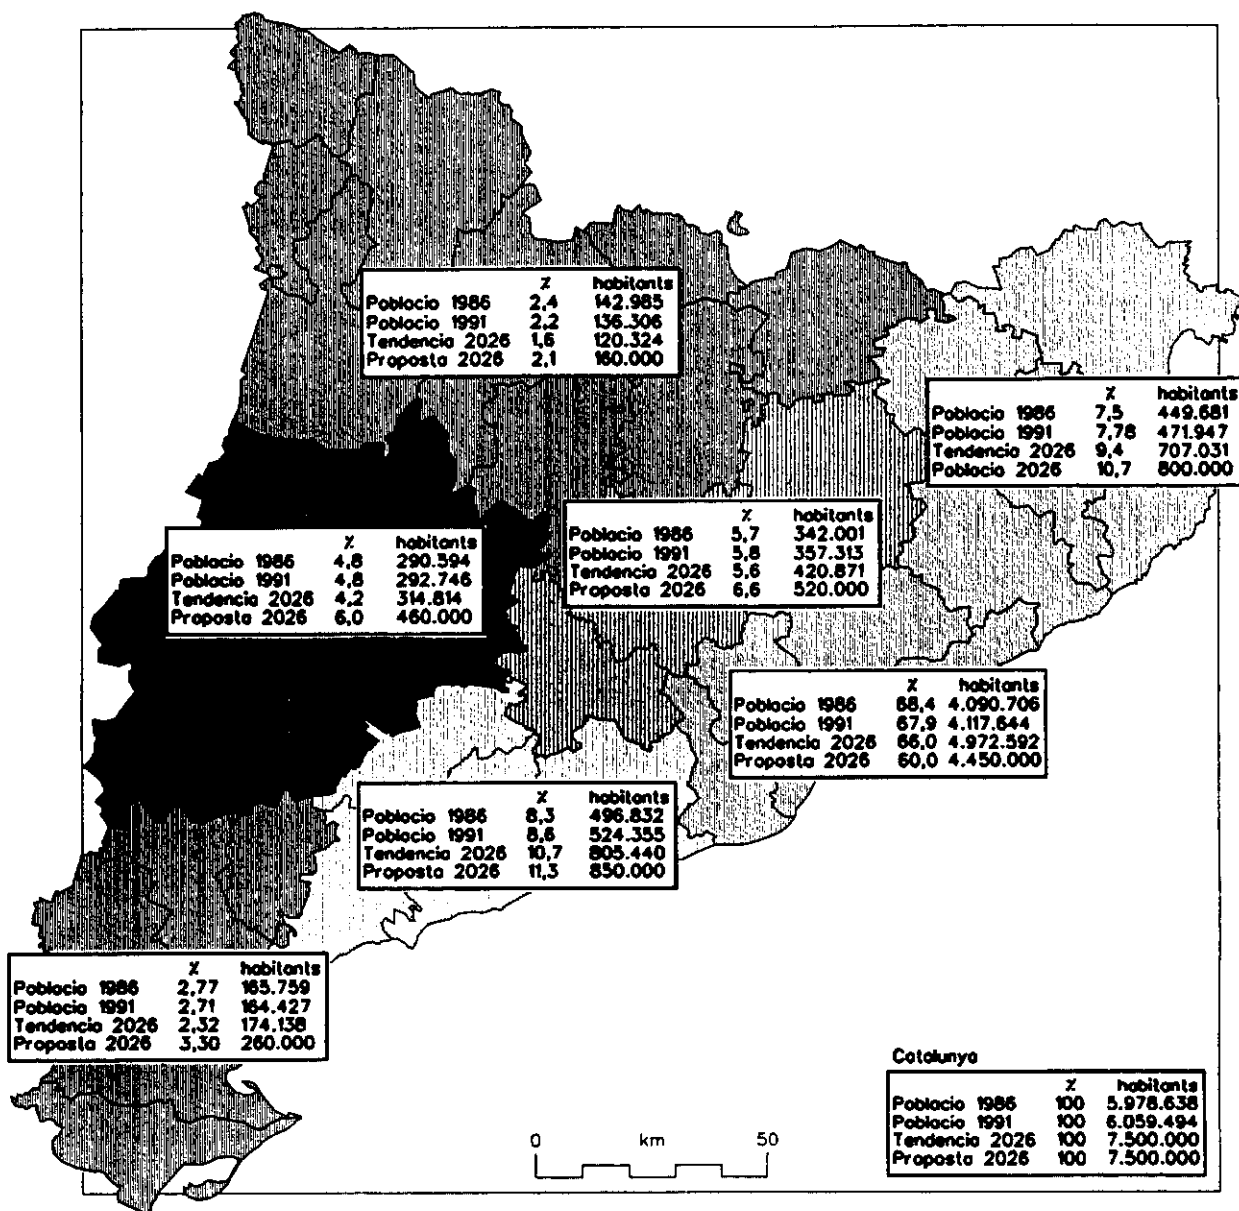 % habitants
Poblacio 1986 2,4 142.985
Poblacio 1991 2,2 136.306
Tendencia 2026 1,6 120.324
Proposta 2026 2,1 160.000
% habitants
Poblacio 1986 7,5 449.681
Poblacio 1991 7,78 471.947
Tendencia 2026 9,4 707.031
Poblacio 2026 10,7 800.000
% habitants
Poblacio 1986 5,7 342.001
Poblacio 1991 5,8 357.313
Tendencia 2026 5,6 420.871
Proposta 2026 6,6 520.000
% habitants
Poblacio 1986 4,8 290.594
Poblacio 1991 4,8 292.746
Tendencia 2026 4,2 314.814
Proposta 2026 6,0 460.000
% habitants
Poblacio 1986 68,4 4.090.706
Poblacio 1991 67,9 4.117.644
Tendencia 2026 66,0 4.972.592
Proposta 2026 60,0 4.450.000
% habitants
Poblacio 1986 8,3 496.832
Poblacio 1991 8,6 524.355
Tendencia 2026 10,7 805.440
Proposta 2026 11,3 850.000
% habitants
Poblacio 1986 2,77 165.759
Poblacio 1991 2,71 164.427
Tendencia 2026 2,32 174.138
Proposta 2026 3,30 260.000
Catalunya
% habitants
Poblacio 1986 100 5.978.638
Poblacio 1991 100 6.059.494
Tendencia 2026 100 7.500.000
Proposta 2026 100 7.500.000
0 km 50